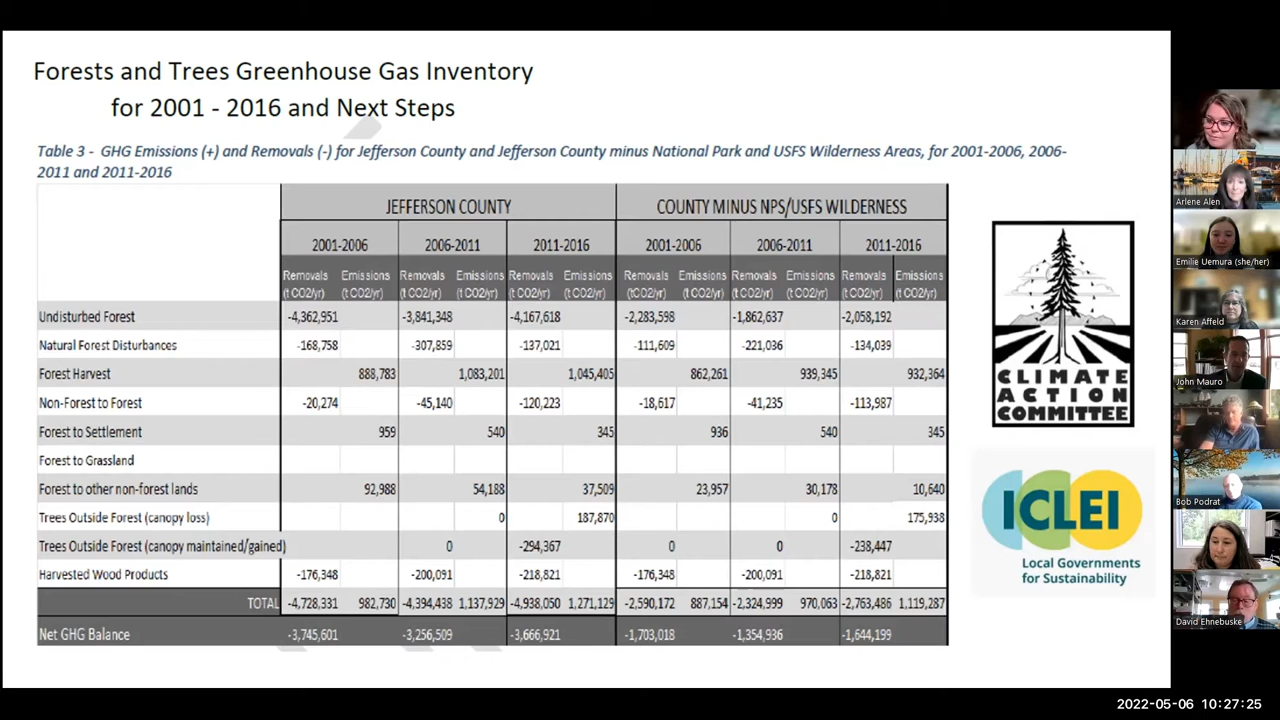 Forests and Trees Greenhouse Gas Inventory
for 2001 - 2016 and Next Steps
Table 3 - GHG Emissions (+) and Removals (-) for Jefferson County and Jefferson County minus National Park and USFS Wilderness Areas, for 2001-2006, 2006-
2011 and 2011-2016
JEFFERSON COUNTY COUNTY MINUS NPS/USFS WILDERNESS
2001-2006 2006-2011 2011-2016 2001-2006 2006-2011 2011-2016
Removals Emissions Removals Emissions Removals Emissions Removals Emissions Removals Emissions Removals Emissions
(t CO2/yr) (t CO2/yr) (t CO2/yr) (t CO2/yr) (t CO2/yr) (t CO2/yr) (tCO2/yr) (t CO2/yr) (t CO2/yr) (t CO2/yr) (t CO2/yr) (t CO2/yr)
Undisturbed Forest -4,362,951 -3,841,348 -4,167,618 -2,283,598 -1,862,637 -2,058,192
Natural Forest Disturbances -168,758 -307,859 -137,021 -111,609 -221,036 -134,039
Forest Harvest 888,783 1,083,201 1,045,405 862,261 939,345 932,364
Non-Forest to Forest -20,274 -45,140 -120,223 -18,617 -41,235 -113,987
Forest to Settlement 959 540 345 936 540 345
Forest to Grassland
Forest to other non-forest lands 92,988 54,188 37,509 23,957 30,178 10,640
Trees Outside Forest (canopy loss) 0 187,870 0 175,938
Trees Outside Forest (canopy maintained/gained) 0 -294,367 0 0 -238,447
Harvested Wood Products -176,348 -200,091 -218,821 -176,348 -200,091 -218,821
TOTAL -4,728,331 982,730 -4,394,438 1,137,929 -4,938,050 1,271,129 -2,590,172 887,154 -2,324,999 970,063 -2,763,486 1,119,287
Net GHG Balance -3,745,601 -3,256,509 -3,666,921 -1,703,018 -1,354,936 -1,644,199
CLIMATE
ACTION
COMMITTEE
ICLEI
Local Governments
for Sustainability
Arlene Alen
Emilie Uemura (she/her)
Karen Affeld
John Mauro
Bob Podrat
David Ehnebuske
2022-05-06 10:27:25